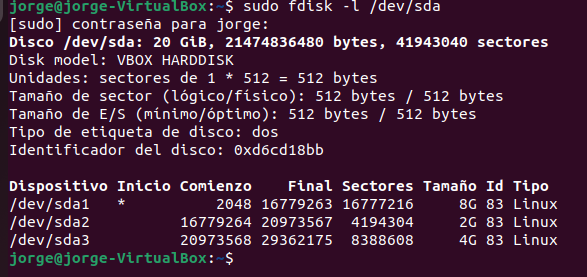 jorge@jorge-VirtualBox:~$ sudo fdisk -l /dev/sda
[sudo] contraseña para jorge:
Disco /dev/sda: 20 GiB, 21474836480 bytes, 41943040 sectores
Disk model: VBOX HARDDISK
Unidades: sectores de 1 * 512 = 512 bytes
Tamaño de sector (lógico/físico): 512 bytes / 512 bytes
Tamaño de E/S (mínimo/óptimo): 512 bytes / 512 bytes
Tipo de etiqueta de disco: dos
Identificador del disco: 0xd6cd18bb

Dispositivo Inicio Comienzo    Final Sectores Tamaño Id Tipo
/dev/sda1   *          2048 16779263 16777216     8G 83 Linux
/dev/sda2          16779264 20973567  4194304     2G 83 Linux
/dev/sda3          20973568 29362175  8388608     4G 83 Linux
jorge@jorge-VirtualBox:~$